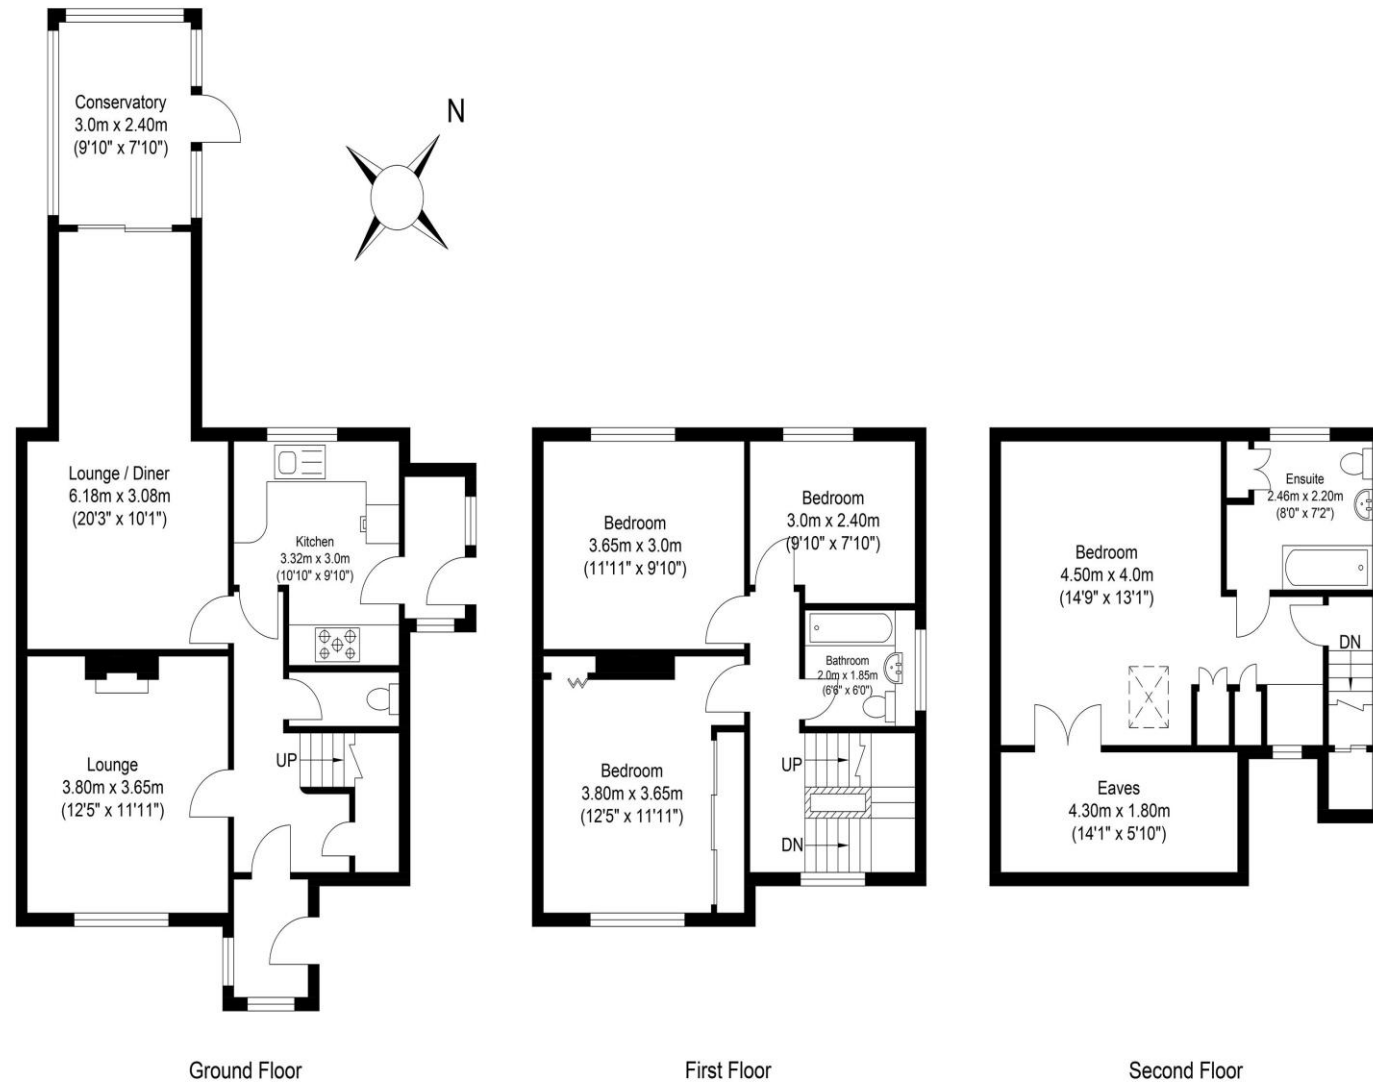 Conservatory
3.0m x 2.40m
(9'10" x 7'10")
N
Lounge / Diner
6.18m x 3.08m
(20'3" x 10'1")
Kitchen
3.32m x 3.0m
(10'10" x 9'10")
UP
Lounge
3.80m x 3.65m
(12'5" x 11'11")
Ground Floor
Bedroom
3.65m x 3.0m
(11'11" x 9'10")
Bedroom
3.0m x 2.40m
(9'10" x 7'10")
Bathroom
2.0m x 1.85m
(6'6" x 6'0")
Bedroom
3.80m x 3.65m
(12'5" x 11'11")
UP
DN
First Floor
Ensuite
2.46m x 2.20m
(8'0" x 7'2")
Bedroom
4.50m x 4.0m
(14'9" x 13'1")
DN
Eaves
4.30m x 1.80m
(14'1" x 5'10")
Second Floor